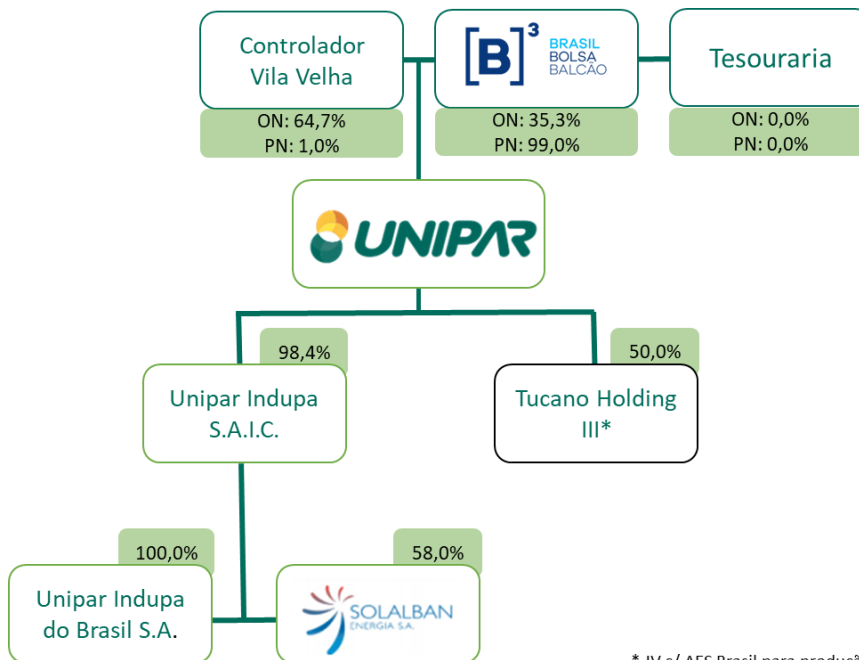 Controlador
Vila Velha
[B]³ BRASIL
BOLSA
BALCÃO
Tesouraria
ON: 64,7%
PN: 1,0%
ON: 35,3%
PN: 99,0%
ON: 0,0%
PN: 0,0%
UNIPAR
98,4%
50,0%
Unipar Indupa
S.A.I.C.
Tucano Holding
III*
100,0%
58,0%
Unipar Indupa
do Brasil S.A.
SOLALBAN
ENERGIA S.A.